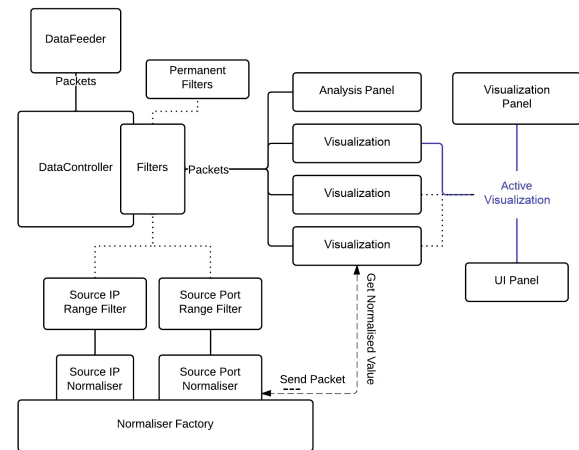 DataFeeder
Packets
Permanent
Filters
DataController
Filters
Packets
Analysis Panel
Visualization
Visualization
Visualization
Visualization
Panel
Active
Visualization
UI Panel
Source IP
Range Filter
Source Port
Range Filter
Get Normalised Value
Send Packet
Source IP
Normaliser
Source Port
Normaliser
Normaliser Factory